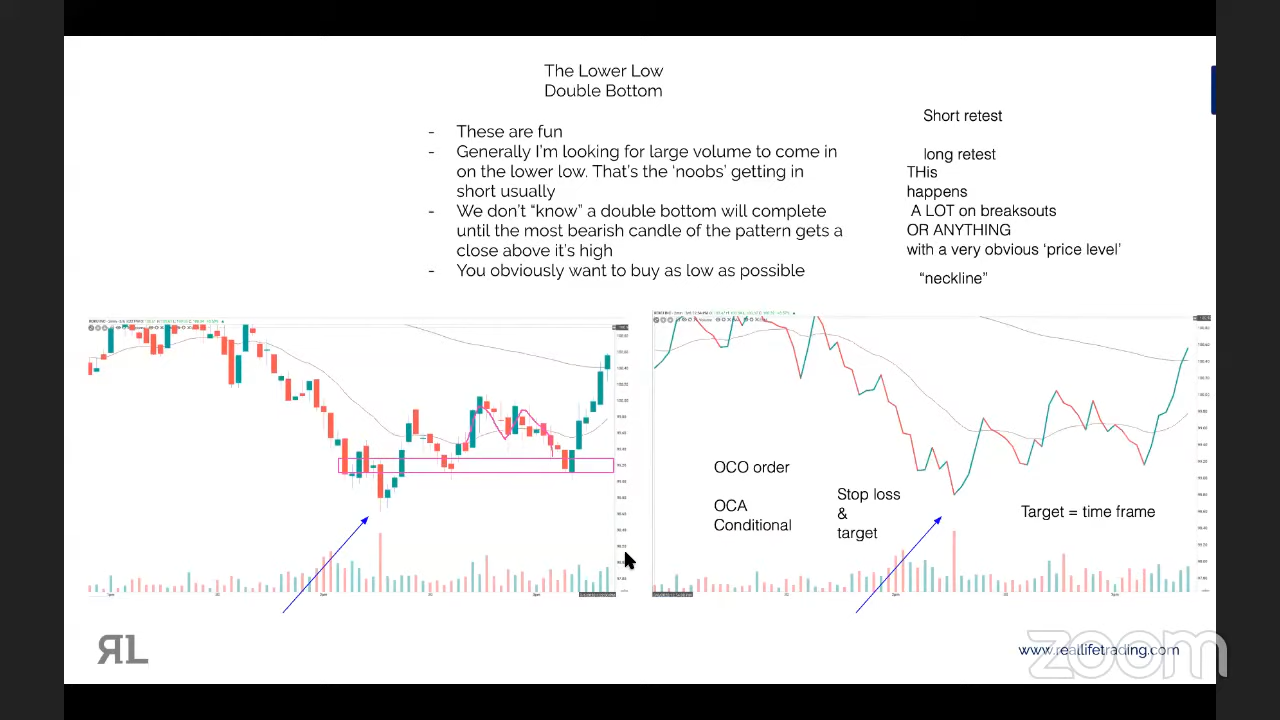 The Lower Low
Double Bottom
- These are fun
- Generally I'm looking for large volume to come in
on the lower low. That's the 'noobs' getting in
short usually
- We don't "know" a double bottom will complete
until the most bearish candle of the pattern gets a
close above it's high
- You obviously want to buy as low as possible
Short retest
long retest
THis
happens
A LOT on breaksouts
OR ANYTHING
with a very obvious 'price level'
"neckline"
OCO order
OCA
Conditional
Stop loss
&
target
Target = time frame
RL
www.reallifetrading.com
zoom